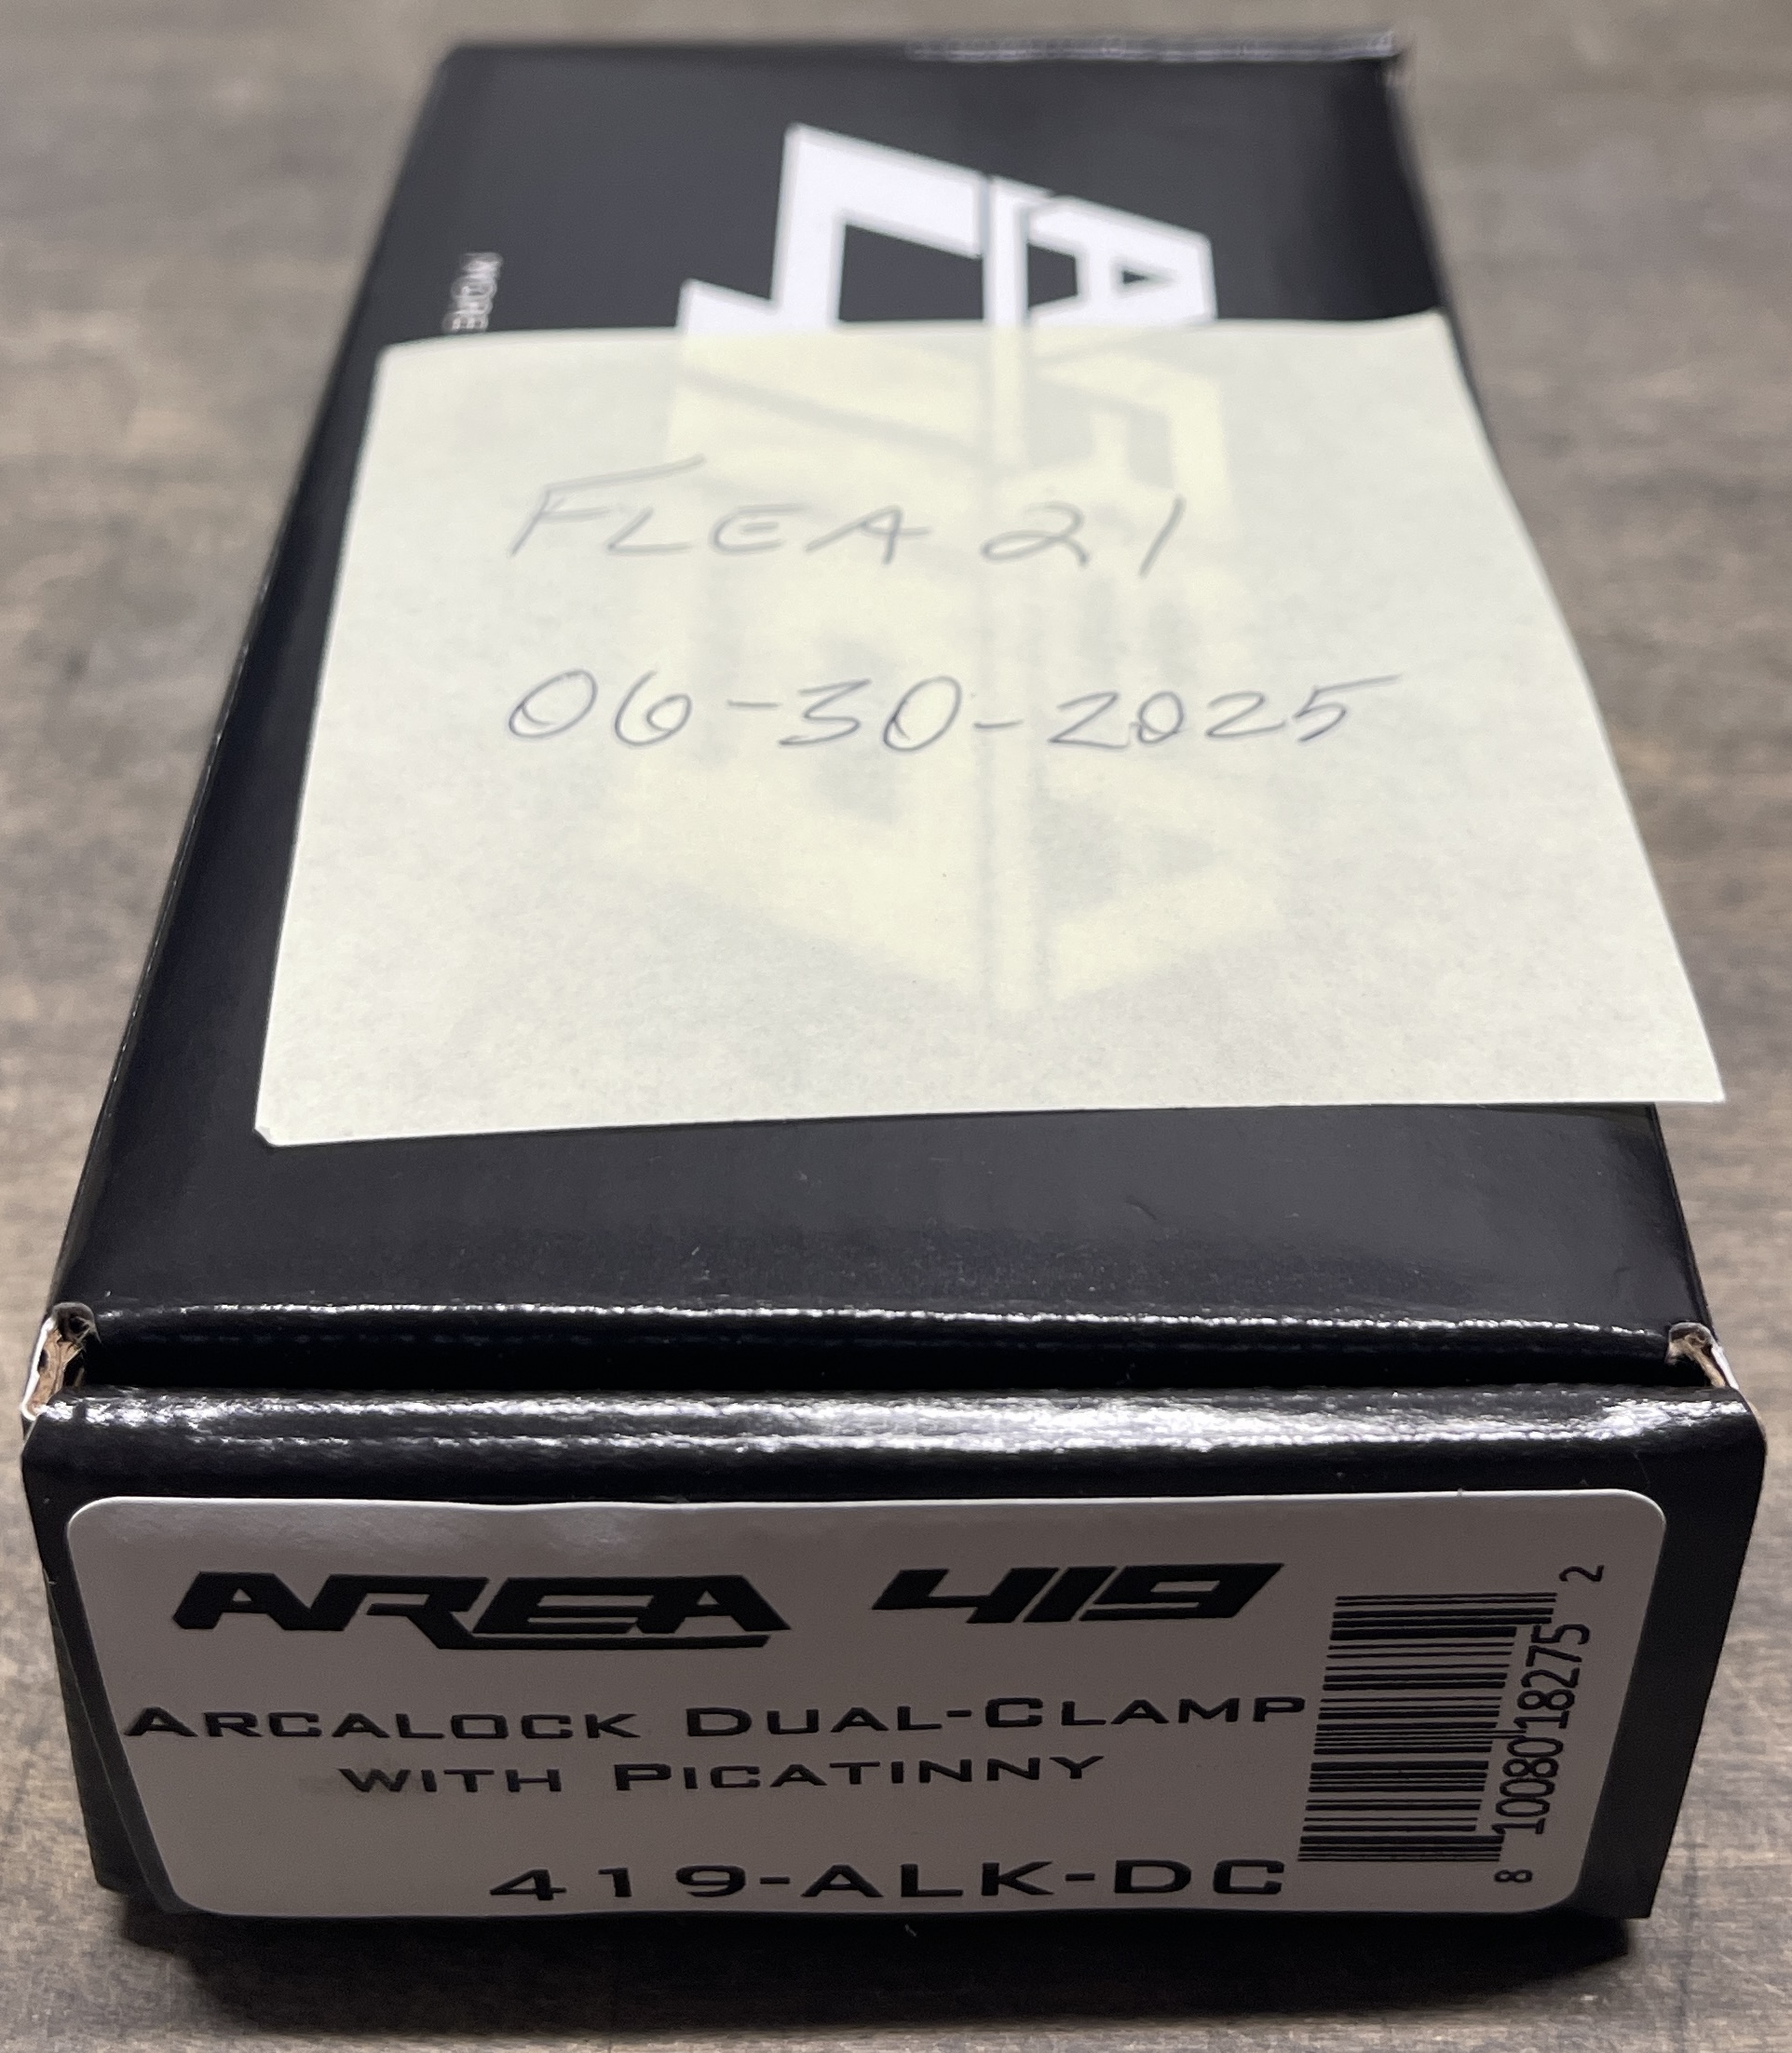 MORE
FLEA 21
06-30-2025
AREA 419
ARCALOCK DUAL-CLAMP
WITH PICATINNY
419-ALK-DC
8 10080 18275 2